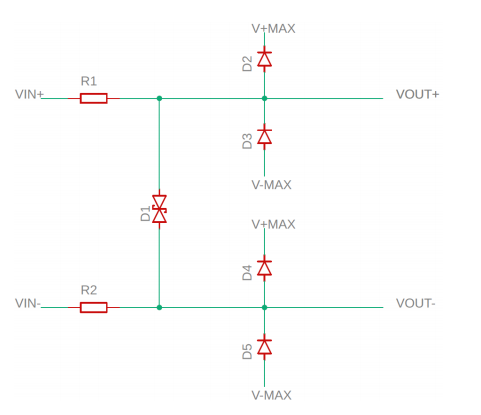 V+MAX
D2
R1
VIN+
VOUT+
D3
V-MAX
D1
V+MAX
D4
R2
VIN-
VOUT-
D5
V-MAX